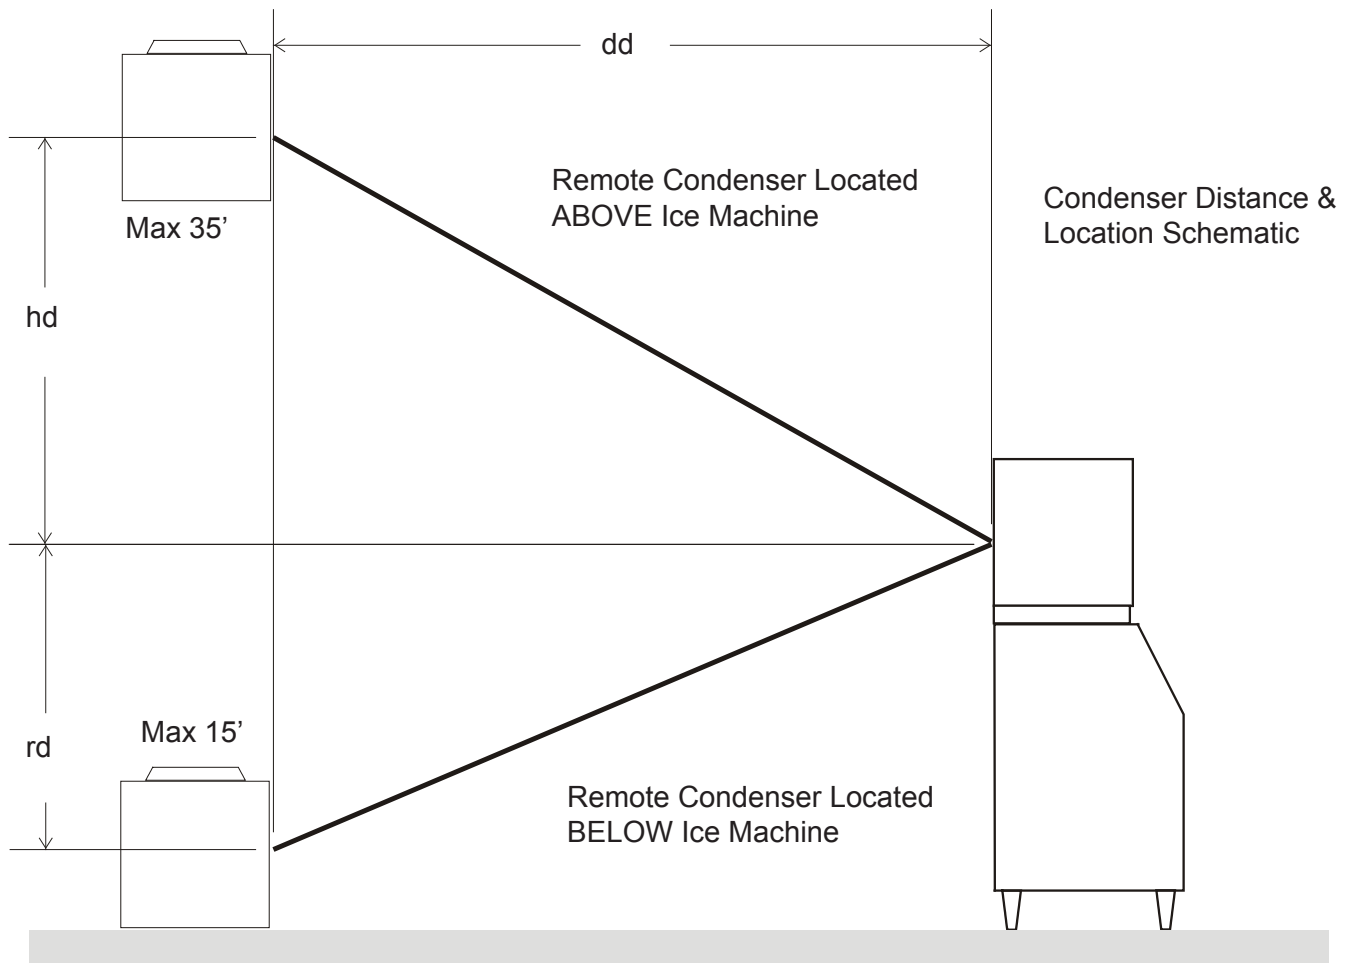 dd
Remote Condenser Located
ABOVE Ice Machine
Condenser Distance &
Location Schematic
Max 35’
hd
Max 15’
rd
Remote Condenser Located
BELOW Ice Machine